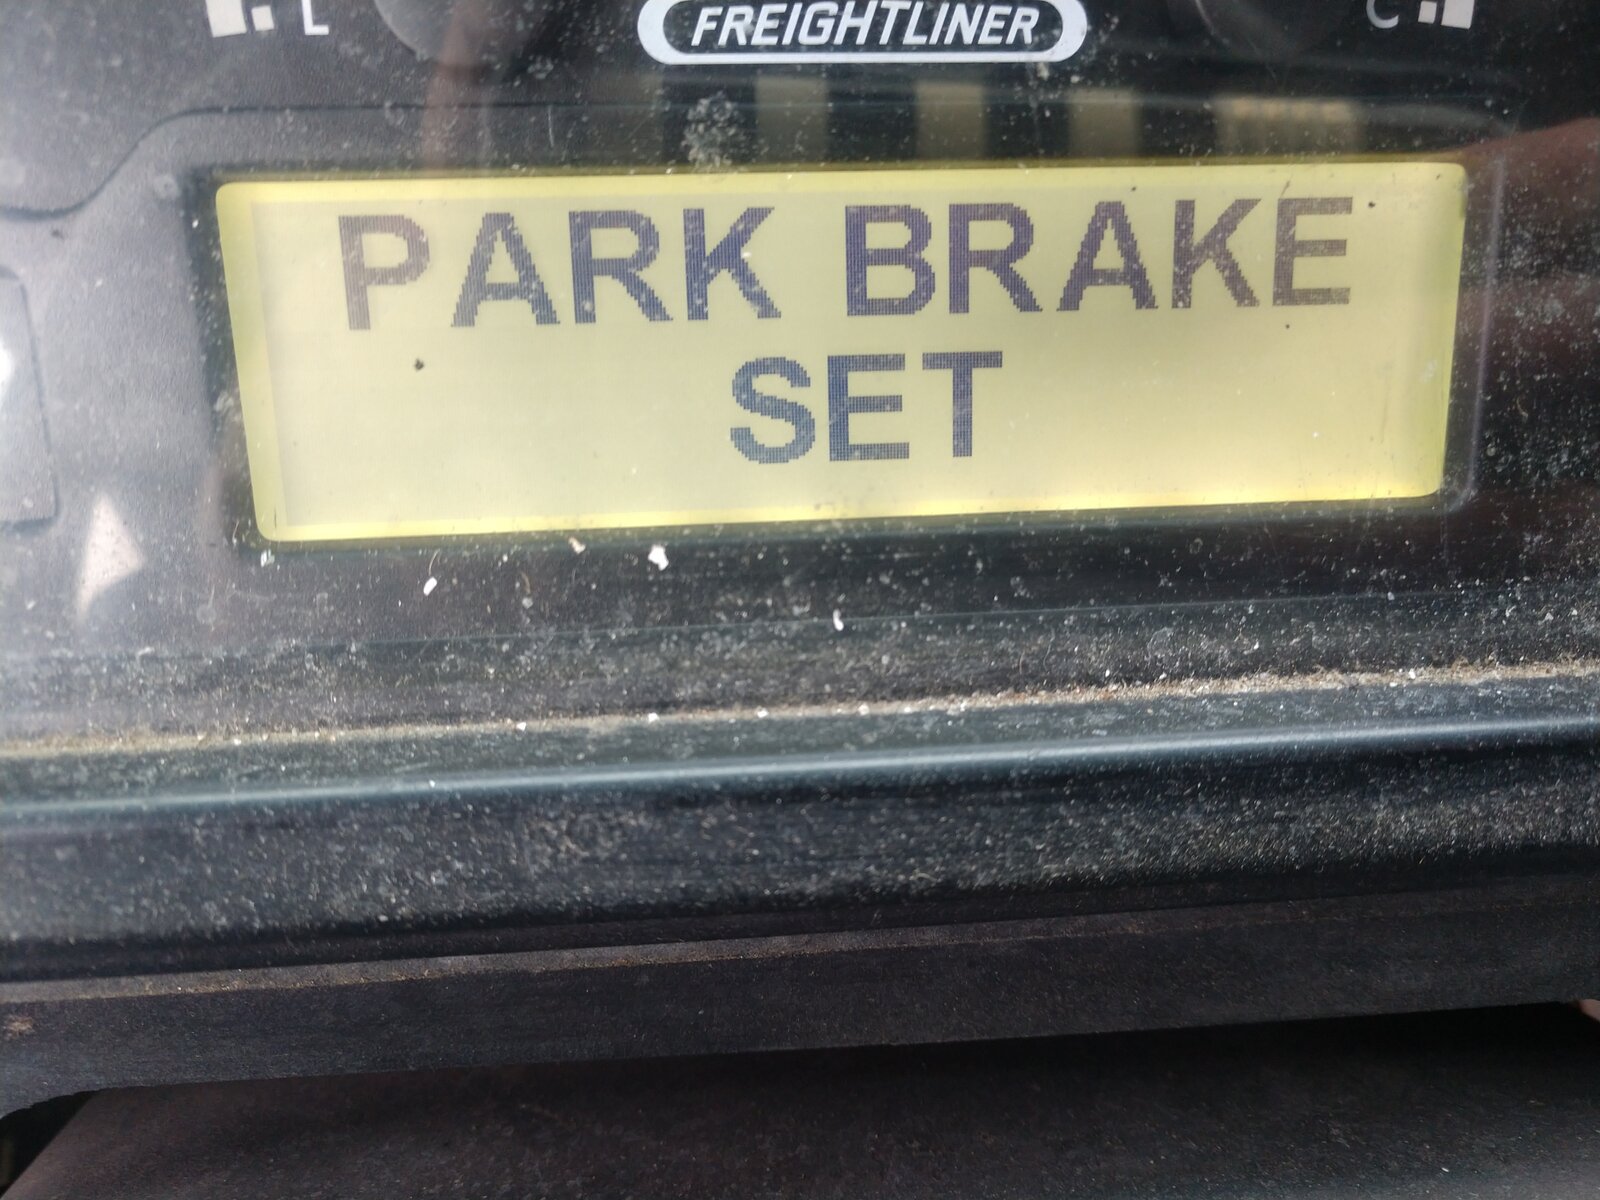 L
FREIGHTLINER
C
PARK BRAKE
SET